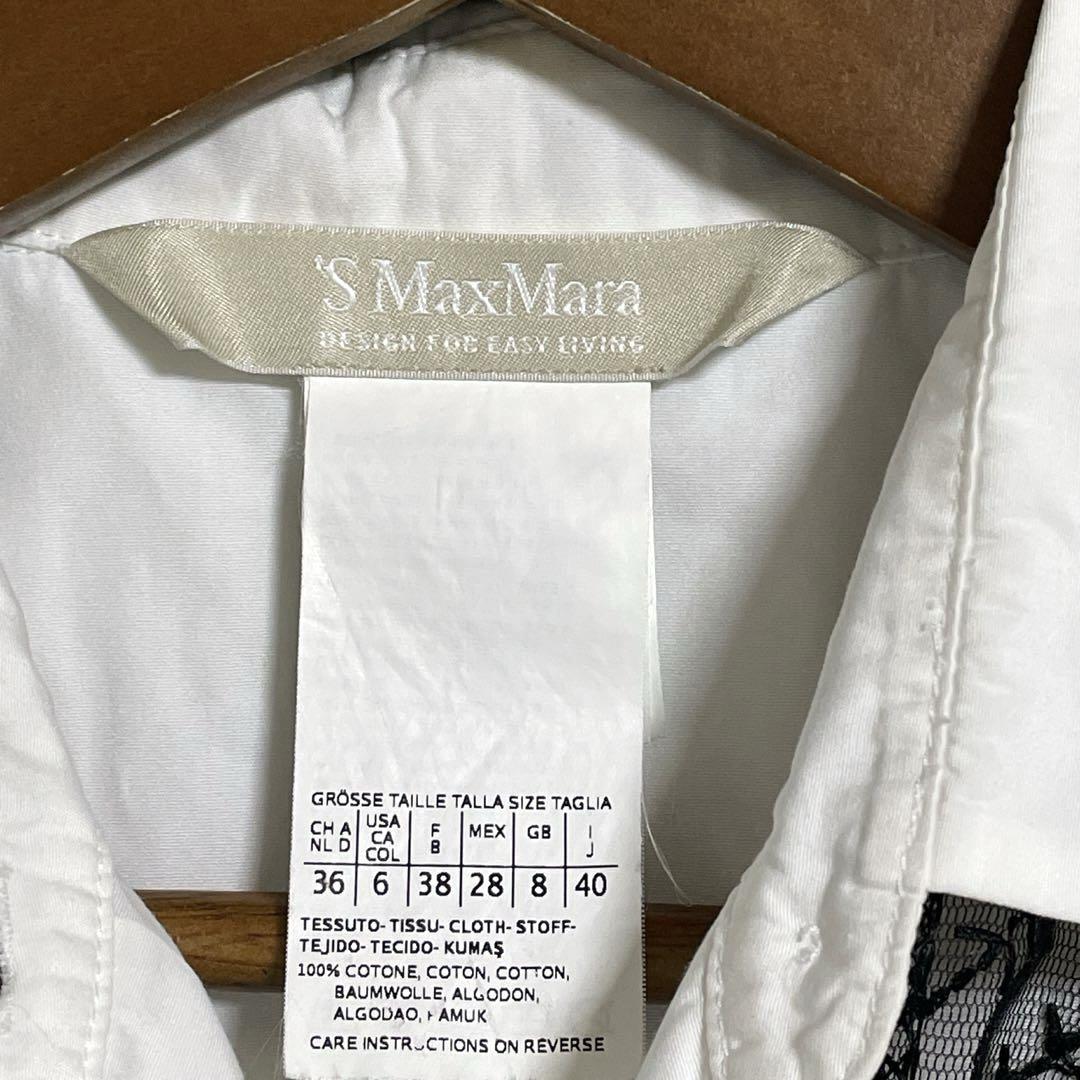 'S MaxMara
DESIGN FOR EASY LIVING
GRÖSSE TAILLE TALLA SIZE TAGLIA
CH A NL D USA CA COL F B MEX GB I J
36 6 38 28 8 40
TESSUTO- TISSU- CLOTH- STOFF-
TEJIDO- TECIDO- KUMAŞ
100% COTONE, COTON, COTTON,
BAUMWOLLE, ALGODON,
ALGODAO, PAMUK
CARE INSTRUCTIONS ON REVERSE